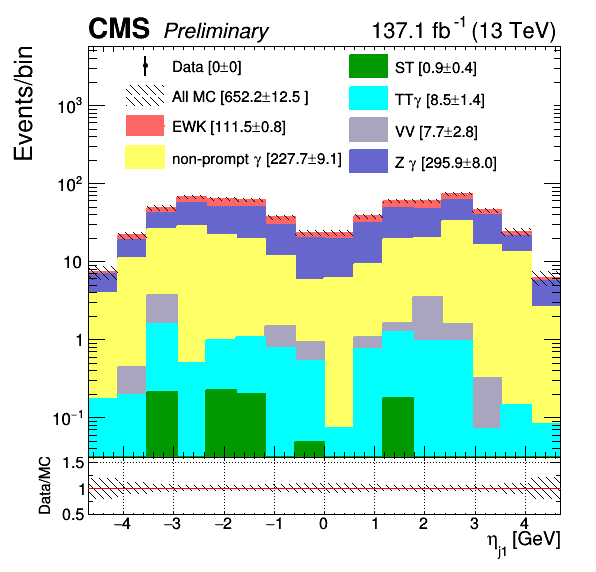 CMS Preliminary 137.1 fb⁻¹ (13 TeV)
Events/bin
Data [0±0]
All MC [652.2±12.5 ]
EWK [111.5±0.8]
non-prompt γ [227.7±9.1]
ST [0.9±0.4]
TTγ [8.5±1.4]
VV [7.7±2.8]
Z γ [295.9±8.0]
10³
10²
10
1
10⁻¹
Data/MC
1.5
1
0.5
−4 −3 −2 −1 0 1 2 3 4
η_j1 [GeV]